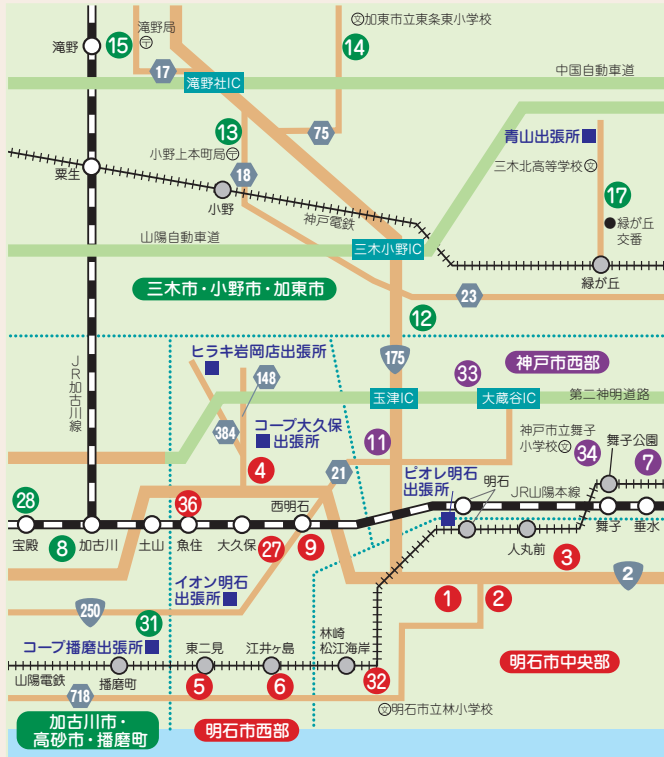 滝野局
〒
文加東市立東条東小学校
滝野
15
14
17
滝野社IC
中国自動車道
13
75
青山出張所
小野上本町局〒
三木北高等学校文
粟生
18
17
小野
神戸電鉄
緑が丘
交番
山陽自動車道
三木小野IC
緑が丘
三木市・小野市・加東市
23
12
ヒラキ岩岡店出張所
175
神戸市西部
JR加古川線
148
33
玉津IC
大蔵谷IC
第二神明道路
384
コープ大久保
出張所
11
神戸市立舞子
小学校文
34
舞子公園
7
4
21
ピオレ明石
出張所
明石
JR山陽本線
28
36
西明石
宝殿
8
加古川
土山
魚住
大久保
27
9
人丸前
舞子
垂水
3
イオン明石
出張所
2
250
31
1
2
コープ播磨出張所
東二見
江井ヶ島
林崎
松江海岸
山陽電鉄
播磨町
5
6
32
明石市中央部
718
文明石市立林小学校
加古川市・
高砂市・播磨町
明石市西部